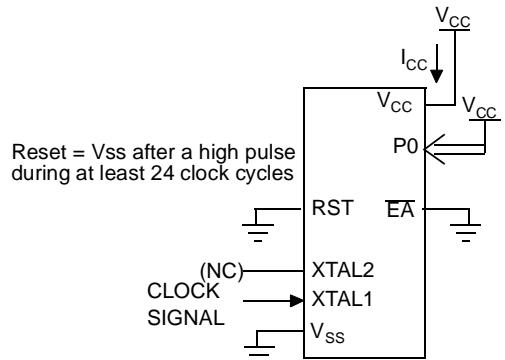 VCC
ICC
VCC
VCC
P0
Reset = Vss after a high pulse
during at least 24 clock cycles
RST
EA
(NC)
XTAL2
CLOCK
SIGNAL
XTAL1
VSS